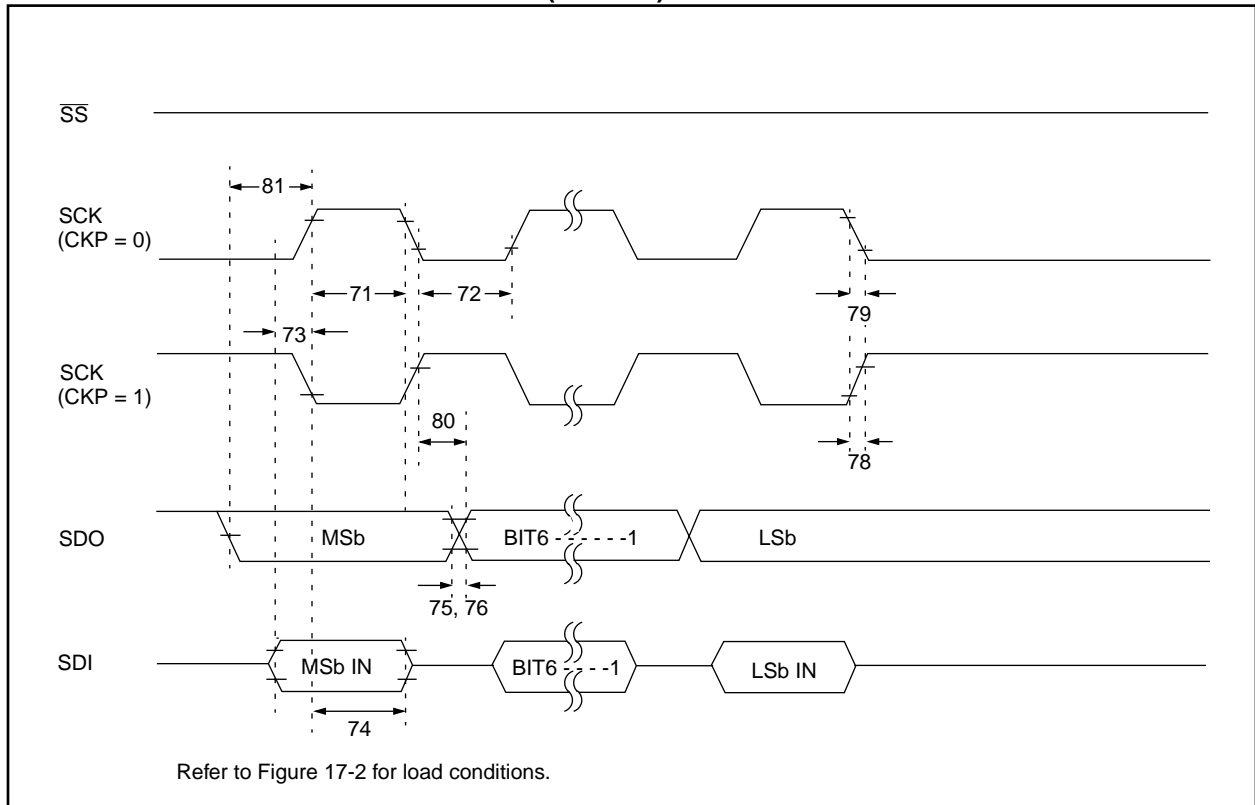 SS
81
SCK
(CKP = 0)
71
72
79
73
SCK
(CKP = 1)
80
78
SDO
MSb
BIT6 - - - - - -1
LSb
75, 76
SDI
MSb IN
BIT6 - - - - -1
LSb IN
74
Refer to Figure 17-2 for load conditions.